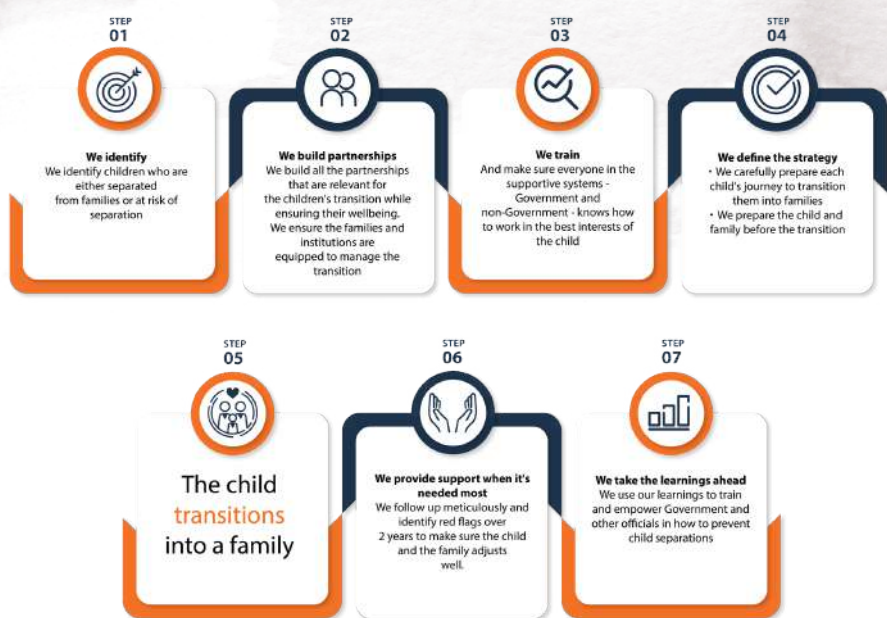 STEP
01
We identify
We identify children who are
either separated
from families or at risk of
separation
STEP
02
We build partnerships
We build all the partnerships
that are relevant for
the children's transition while
ensuring their wellbeing.
We ensure the families and
institutions are
equipped to manage the
transition
STEP
03
We train
And make sure everyone in the
supportive systems -
Government and
non-Government - knows how
to work in the best interests of
the child
STEP
04
We define the strategy
• We carefully prepare each
child's journey to transition
them into families
• We prepare the child and
family before the transition
STEP
05
The child
transitions
into a family
STEP
06
We provide support when it's
needed most
We follow up meticulously and
identify red flags over
2 years to make sure the child
and the family adjusts
well.
STEP
07
We take the learnings ahead
We use our learnings to train
and empower Government and
other officials in how to prevent
child separations